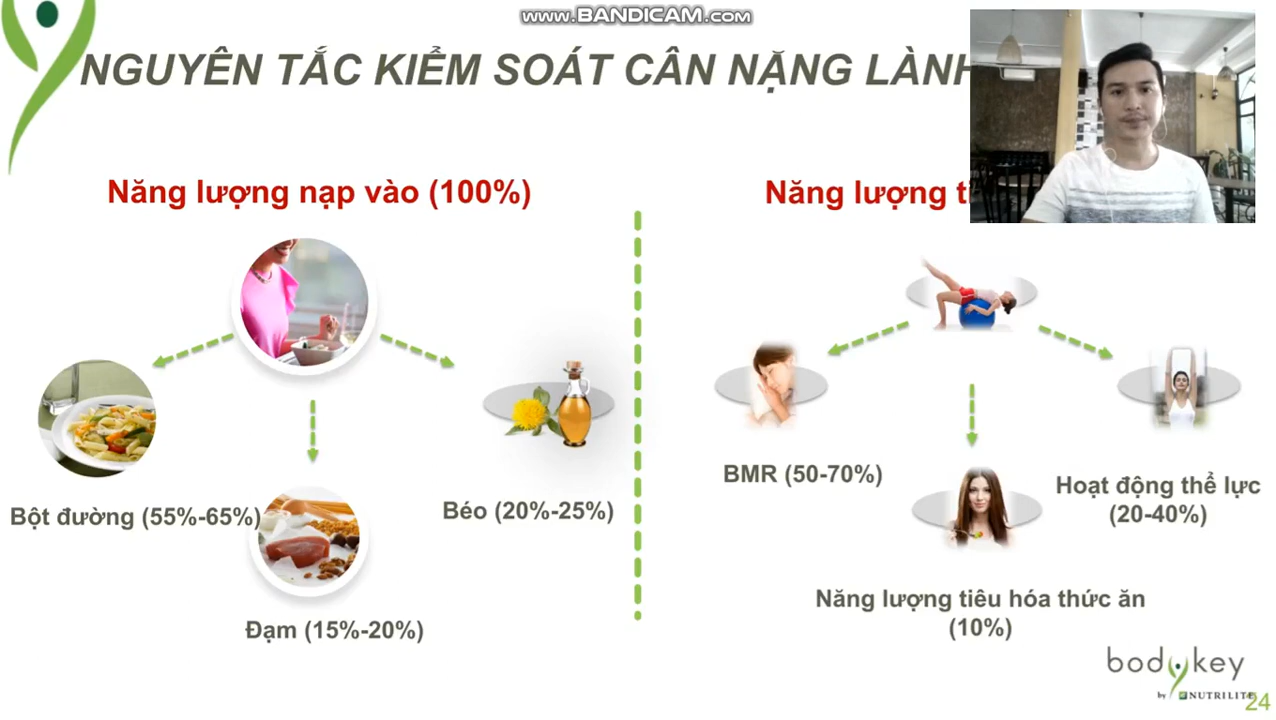 www.BANDICAM.com
NGUYÊN TẮC KIỂM SOÁT CÂN NẶNG LÀNH
Năng lượng nạp vào (100%)
Năng lượng
Bột đường (55%-65%)
Béo (20%-25%)
Đạm (15%-20%)
BMR (50-70%)
Hoạt động thể lực
(20-40%)
Năng lượng tiêu hóa thức ăn
(10%)
bodykey
by NUTRILITE
24